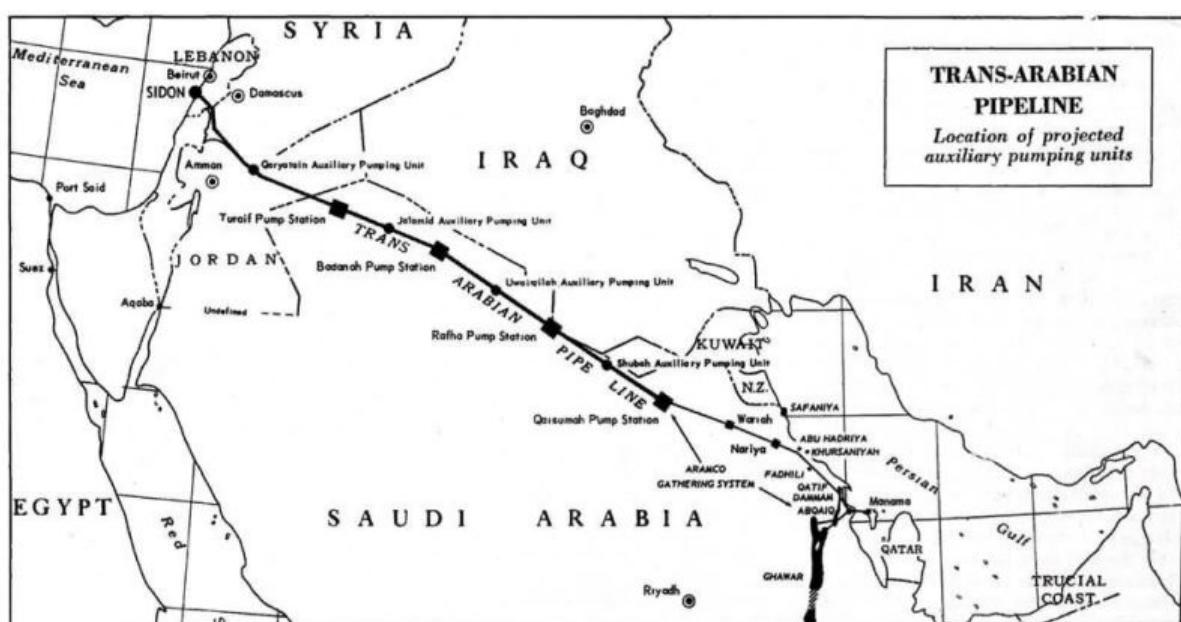 SYRIA
Mediterranean
Sea
LEBANON
Beirut
SIDON
Damascus
TRANS-ARABIAN
PIPELINE
Location of projected
auxiliary pumping units
Baghdad
IRAQ
Qaryatain Auxiliary Pumping Unit
Amman
Port Said
Turaif Pump Station
Jalamid Auxiliary Pumping Unit
TRANS
ARABIAN
PIPE
LINE
JORDAN
Badanah Pump Station
Suez
IRAN
Uwaiqilah Auxiliary Pumping Unit
Aqaba
Undefined
Rafha Pump Station
KUWAIT
Shubah Auxiliary Pumping Unit
N.Z.
SAFANIYA
Qaisumah Pump Station
Wariah
Nariya
ABU HADRIYA
KHURSANIYAH
ARAMCO
GATHERING SYSTEM
FADHILI
Persian
Gulf
QATIF
DAMMAM
Manama
ABQAIQ
EGYPT
Red
SAUDI ARABIA
QATAR
GHAWAR
TRUCIAL
COAST
Riyadh